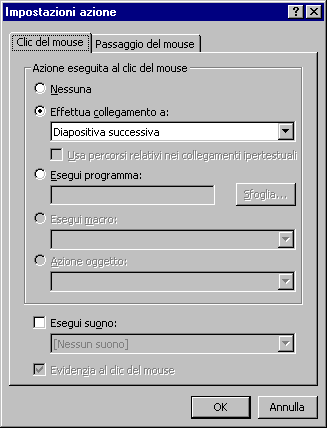 Impostazioni azione
Clic del mouse
Passaggio del mouse
Azione eseguita al clic del mouse
Nessuna
Effettua collegamento a:
Diapositiva successiva
Usa percorsi relativi nei collegamenti ipertestuali
Esegui programma:
Sfoglia...
Esegui macro:
Azione oggetto:
Esegui suono:
[Nessun suono]
Evidenzia al clic del mouse
OK
Annulla